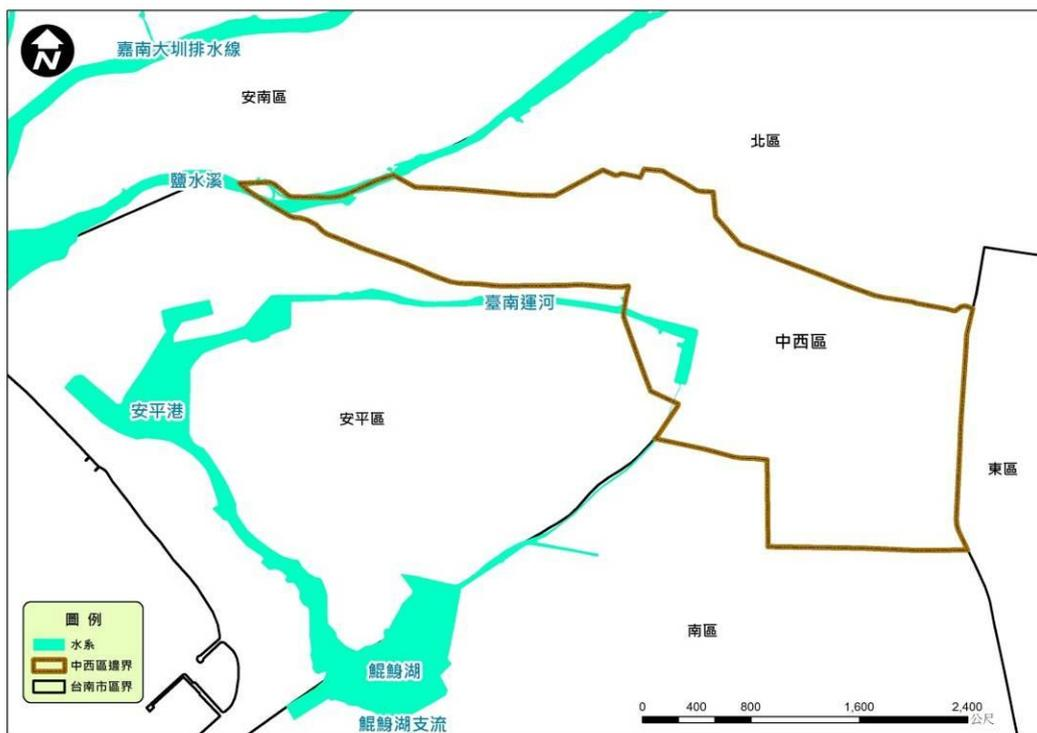 N
嘉南大圳排水線
安南區
北區
鹽水溪
臺南運河
中西區
安平港
安平區
東區
圖 例
水系
中西區邊界
台南市區界
南區
鯤鯓湖
鯤鯓湖支流
0 400 800 1,600 2,400
公尺